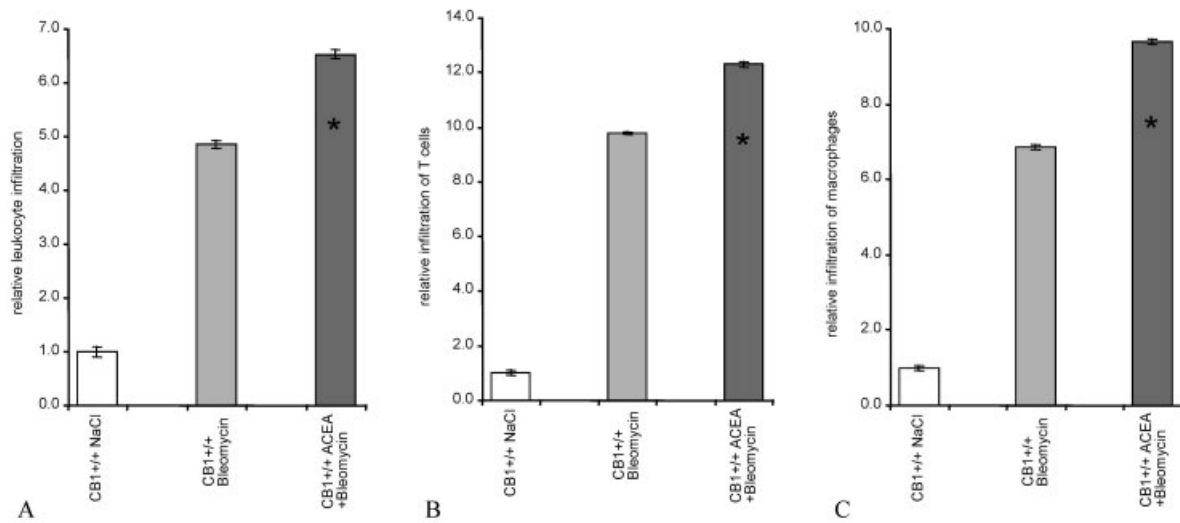 relative leukocyte infiltration
7.0
6.0
5.0
4.0
3.0
2.0
1.0
0.0
*
CB1+/+ NaCl
CB1+/+
Bleomycin
CB1+/+ ACEA
+Bleomycin
A
relative infiltration of T cells
14.0
12.0
10.0
8.0
6.0
4.0
2.0
0.0
*
CB1+/+ NaCl
CB1+/+
Bleomycin
CB1+/+ ACEA
+Bleomycin
B
relative infiltration of macrophages
10.0
8.0
6.0
4.0
2.0
0.0
*
CB1+/+ NaCl
CB1+/+
Bleomycin
CB1+/+ ACEA
+Bleomycin
C